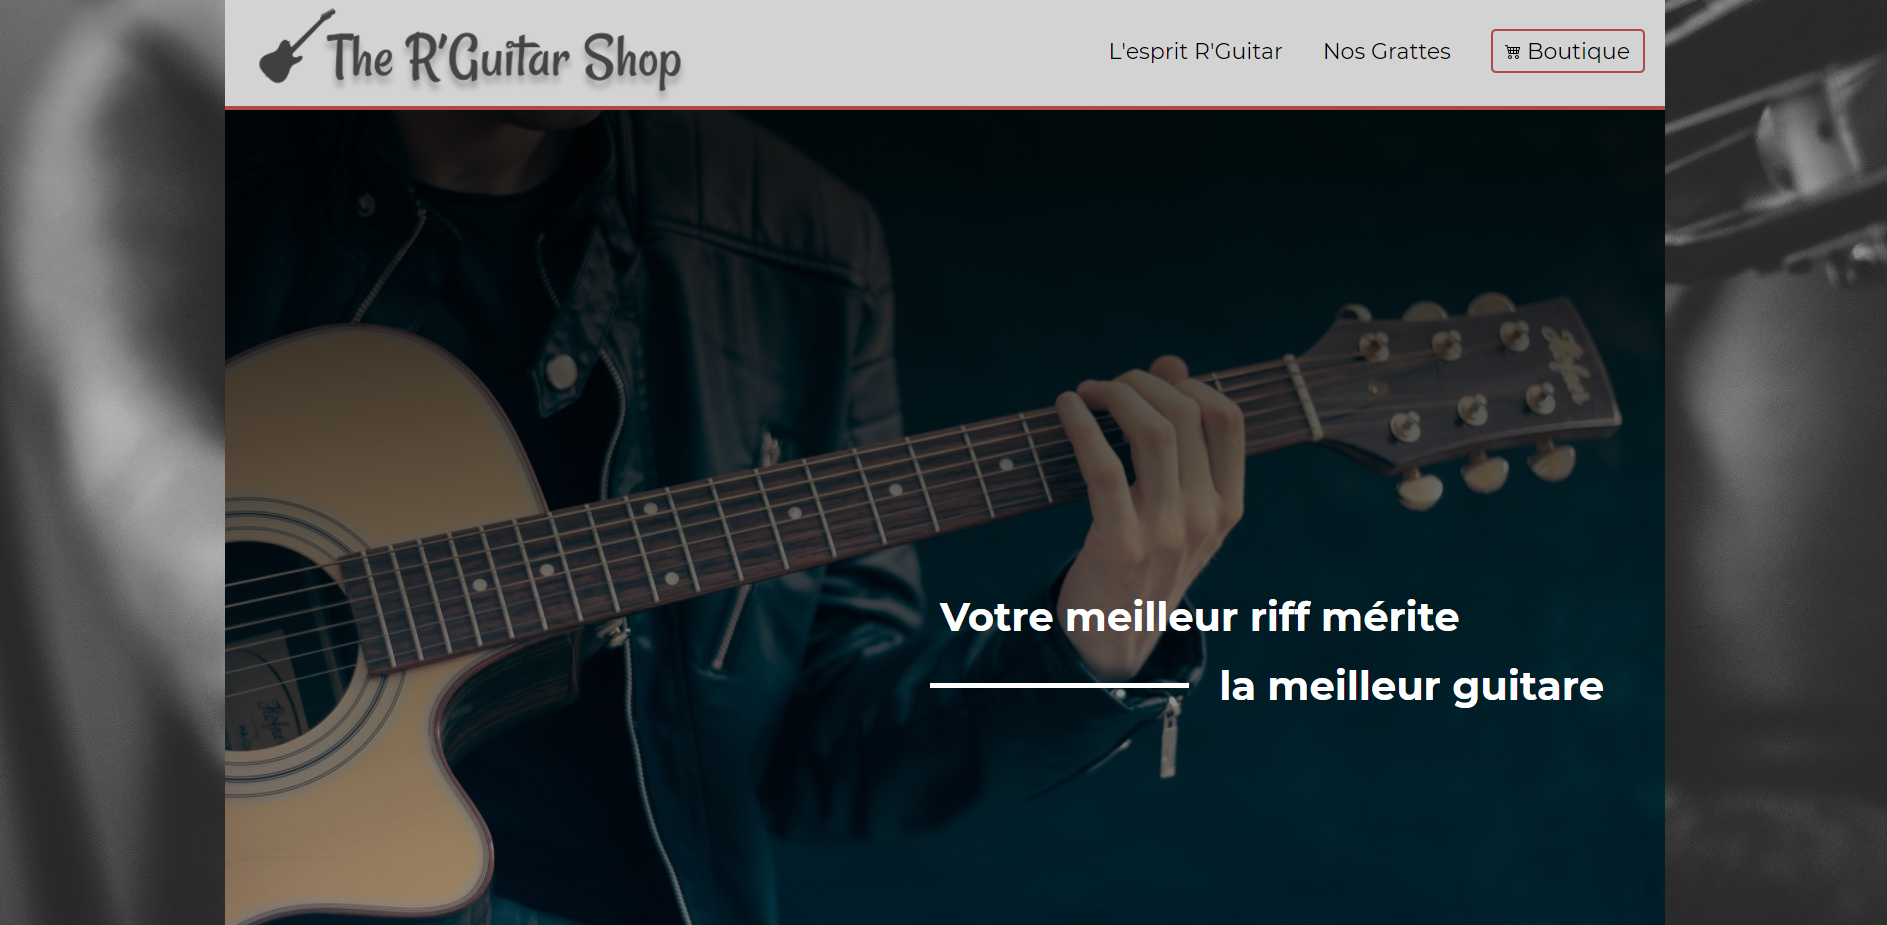 The R'Guitar Shop
L'esprit R'Guitar
Nos Grattes
Boutique
Votre meilleur riff mérite
la meilleur guitare